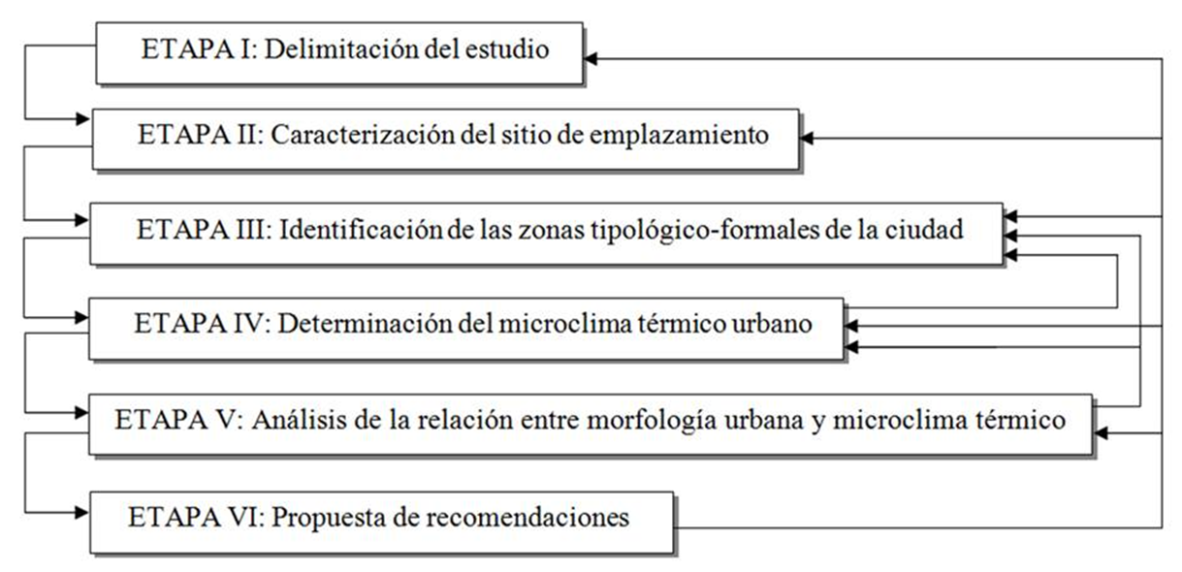 ETAPA I: Delimitación del estudio
ETAPA II: Caracterización del sitio de emplazamiento
ETAPA III: Identificación de las zonas tipológico-formales de la ciudad
ETAPA IV: Determinación del microclima térmico urbano
ETAPA V: Análisis de la relación entre morfología urbana y microclima térmico
ETAPA VI: Propuesta de recomendaciones